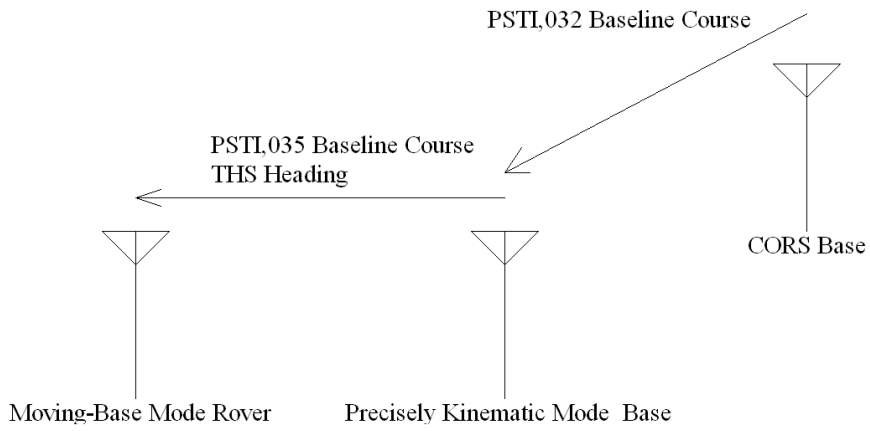 PSTI,032 Baseline Course
PSTI,035 Baseline Course
THS Heading
CORS Base
Moving-Base Mode Rover
Precisely Kinematic Mode Base